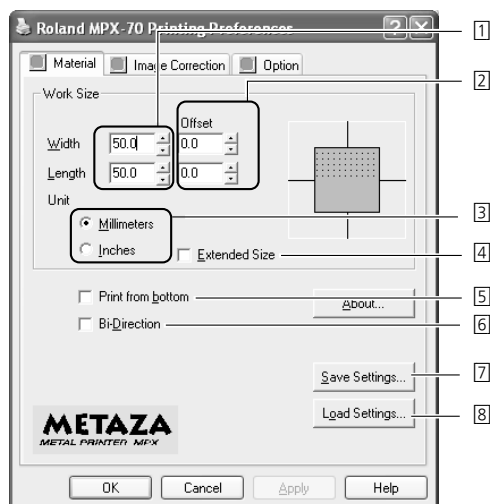 Roland MPX-70 Printing Preferences
Material Image Correction Option
Work Size
Offset
Width 50.0 0.0
Length 50.0 0.0
Unit
Millimeters
Inches
Extended Size
Print from bottom
About...
Bi-Direction
Save Settings...
Load Settings...
METAZA
METAL PRINTER MPX
OK Cancel Apply Help
1
2
3
4
5
6
7
8